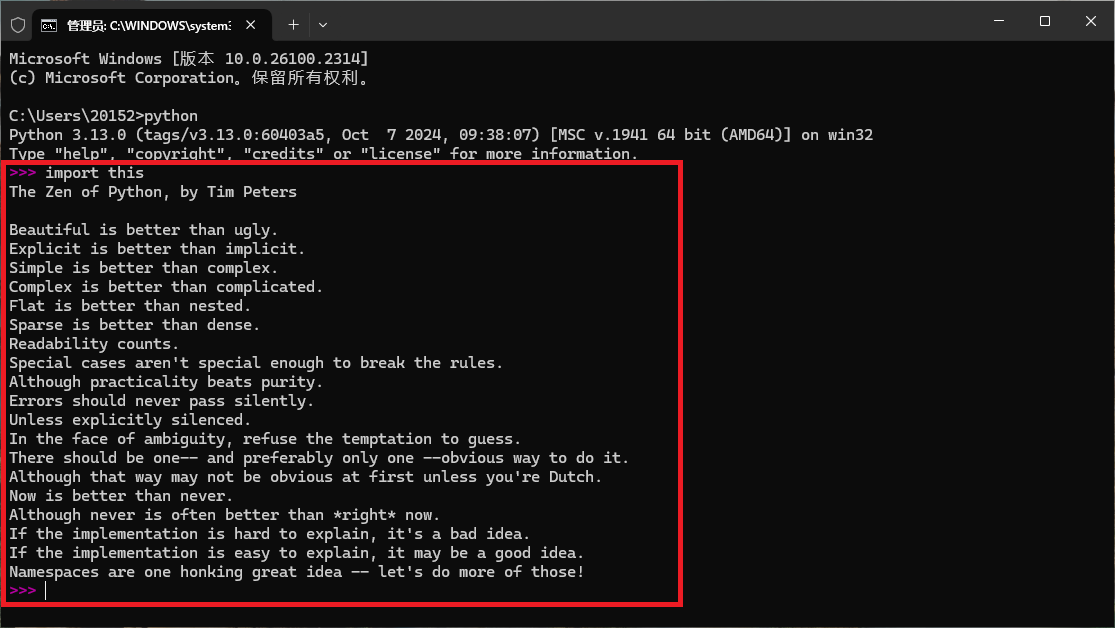 管理员: C:\WINDOWS\system3
Microsoft Windows [版本 10.0.26100.2314]
(c) Microsoft Corporation。保留所有权利。
C:\Users\20152>python
Python 3.13.0 (tags/v3.13.0:60403a5, Oct  7 2024, 09:38:07) [MSC v.1941 64 bit (AMD64)] on win32
Type "help", "copyright", "credits" or "license" for more information.
>>> import this
The Zen of Python, by Tim Peters
Beautiful is better than ugly.
Explicit is better than implicit.
Simple is better than complex.
Complex is better than complicated.
Flat is better than nested.
Sparse is better than dense.
Readability counts.
Special cases aren't special enough to break the rules.
Although practicality beats purity.
Errors should never pass silently.
Unless explicitly silenced.
In the face of ambiguity, refuse the temptation to guess.
There should be one-- and preferably only one --obvious way to do it.
Although that way may not be obvious at first unless you're Dutch.
Now is better than never.
Although never is often better than *right* now.
If the implementation is hard to explain, it's a bad idea.
If the implementation is easy to explain, it may be a good idea.
Namespaces are one honking great idea -- let's do more of those!
>>>